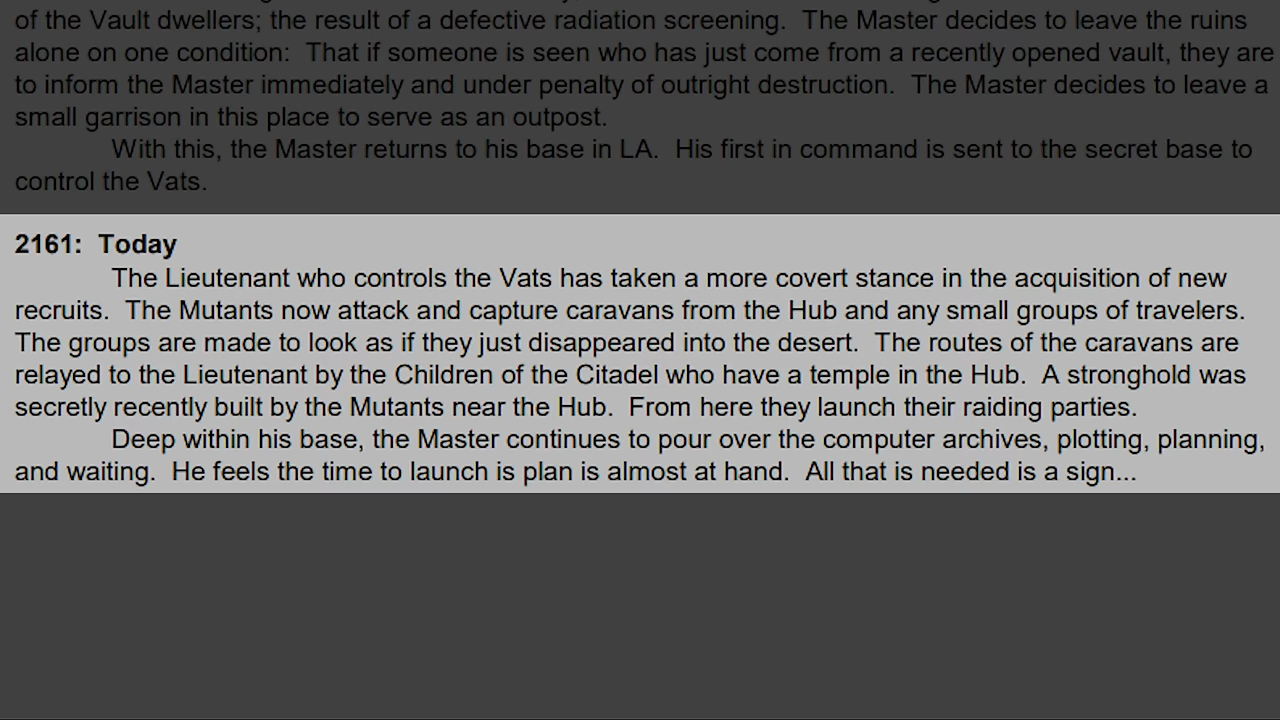 of the Vault dwellers; the result of a defective radiation screening.  The Master decides to leave the ruins
alone on one condition:  That if someone is seen who has just come from a recently opened vault, they are
to inform the Master immediately and under penalty of outright destruction.  The Master decides to leave a
small garrison in this place to serve as an outpost.
With this, the Master returns to his base in LA.  His first in command is sent to the secret base to
control the Vats.
2161:  Today
The Lieutenant who controls the Vats has taken a more covert stance in the acquisition of new
recruits.  The Mutants now attack and capture caravans from the Hub and any small groups of travelers.
The groups are made to look as if they just disappeared into the desert.  The routes of the caravans are
relayed to the Lieutenant by the Children of the Citadel who have a temple in the Hub.  A stronghold was
secretly recently built by the Mutants near the Hub.  From here they launch their raiding parties.
Deep within his base, the Master continues to pour over the computer archives, plotting, planning,
and waiting.  He feels the time to launch is plan is almost at hand.  All that is needed is a sign...